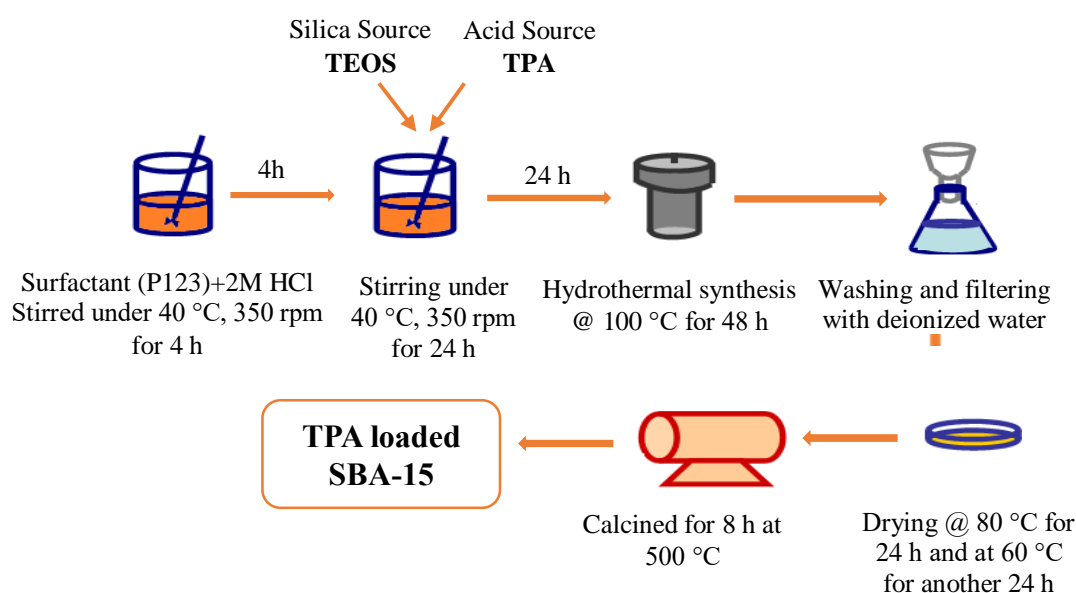 Silica Source
TEOS
Acid Source
TPA
4h
24 h
Surfactant (P123)+2M HCl
Stirred under 40 °C, 350 rpm
for 4 h
Stirring under
40 °C, 350 rpm
for 24 h
Hydrothermal synthesis
@ 100 °C for 48 h
Washing and filtering
with deionized water
TPA loaded
SBA-15
Calcined for 8 h at
500 °C
Drying @ 80 °C for
24 h and at 60 °C
for another 24 h